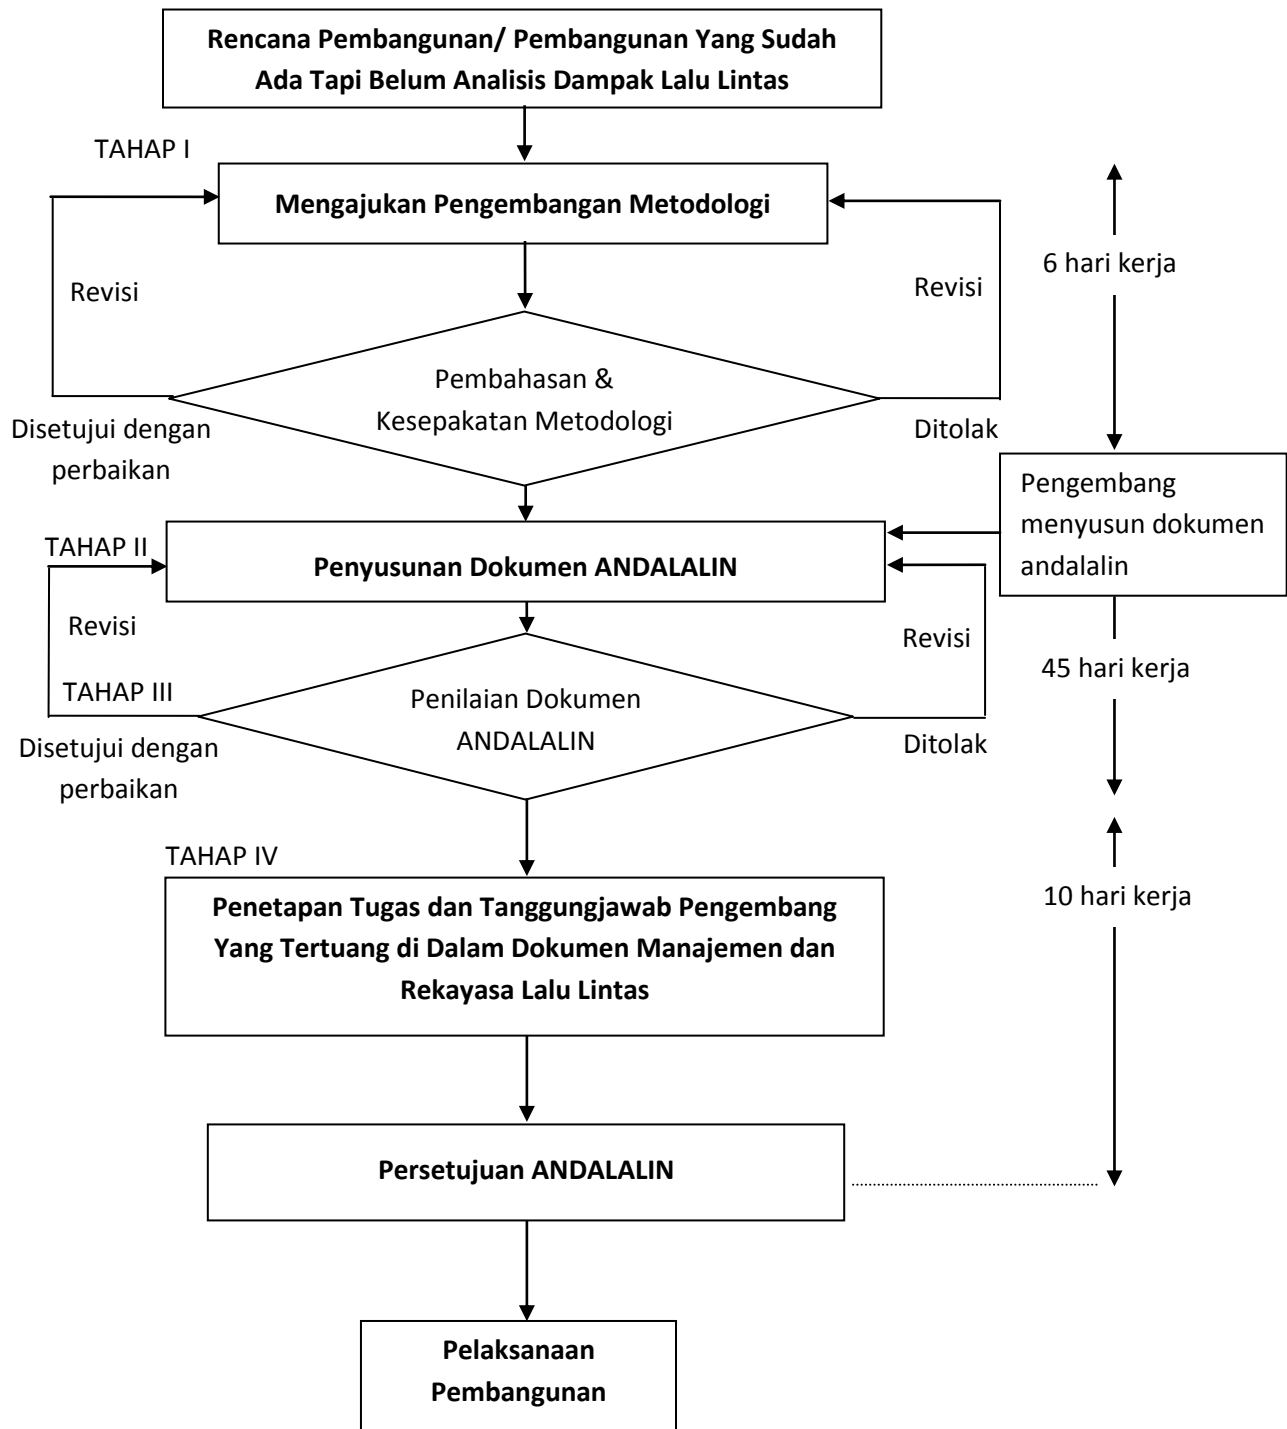 Rencana Pembangunan/ Pembangunan Yang Sudah
Ada Tapi Belum Analisis Dampak Lalu Lintas
TAHAP I
Mengajukan Pengembangan Metodologi
6 hari kerja
Revisi
Revisi
Pembahasan &
Kesepakatan Metodologi
Disetujui dengan
perbaikan
Ditolak
Pengembang
menyusun dokumen
andalalin
TAHAP II
Penyusunan Dokumen ANDALALIN
Revisi
Revisi
45 hari kerja
TAHAP III
Penilaian Dokumen
ANDALALIN
Disetujui dengan
perbaikan
Ditolak
TAHAP IV
10 hari kerja
Penetapan Tugas dan Tanggungjawab Pengembang
Yang Tertuang di Dalam Dokumen Manajemen dan
Rekayasa Lalu Lintas
Persetujuan ANDALALIN
Pelaksanaan
Pembangunan